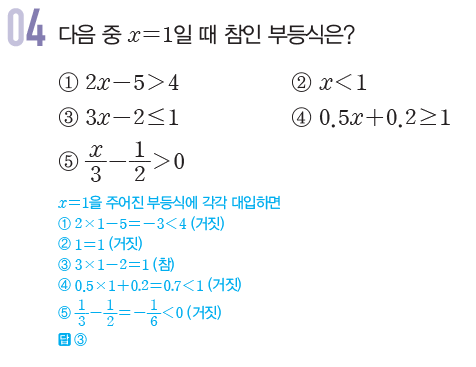 04 다음 중 x=1일 때 참인 부등식은?
① 2x-5>4 ② x<1
③ 3x-2≤1 ④ 0.5x+0.2≥1
⑤ x/3-1/2>0
x=1을 주어진 부등식에 각각 대입하면
① 2×1-5=-3<4 (거짓)
② 1=1 (거짓)
③ 3×1-2=1 (참)
④ 0.5×1+0.2=0.7<1 (거짓)
⑤ 1/3-1/2=-1/6<0 (거짓)
답 ③